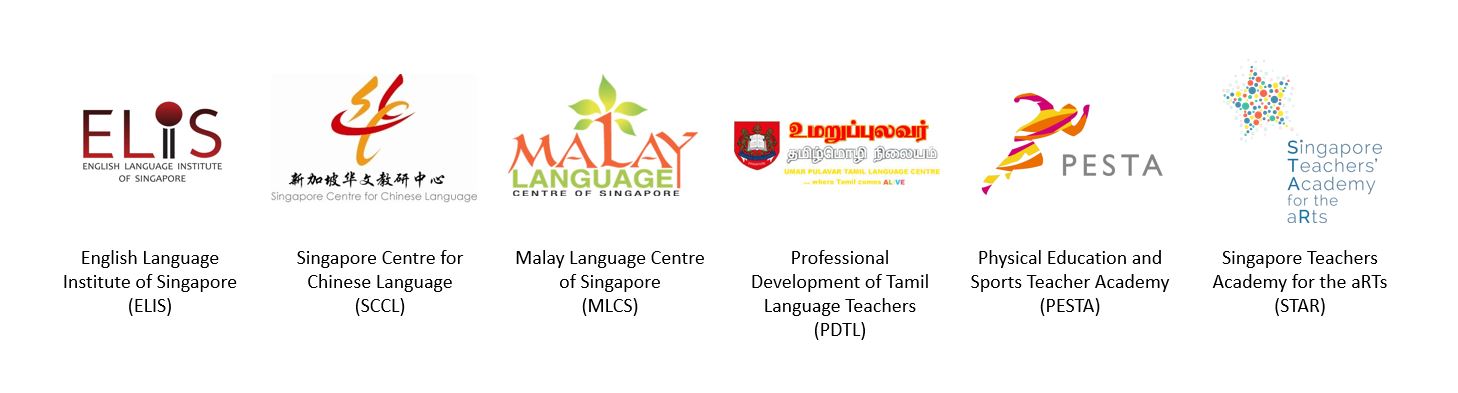 ELiS
ENGLISH LANGUAGE INSTITUTE
OF SINGAPORE
新加坡华文教研中心
Singapore Centre for Chinese Language
MALAY
LANGUAGE
CENTRE OF SINGAPORE
உமறுப்புலவர்
தமிழ்மொழி நிலையம்
UMAR PULAVAR TAMIL LANGUAGE CENTRE
... where Tamil comes ALIVE
PESTA
Singapore
Teachers'
Academy
for the
aRts
English Language
Institute of Singapore
(ELIS)
Singapore Centre for
Chinese Language
(SCCL)
Malay Language Centre
of Singapore
(MLCS)
Professional
Development of Tamil
Language Teachers
(PDTL)
Physical Education and
Sports Teacher Academy
(PESTA)
Singapore Teachers
Academy for the aRTs
(STAR)